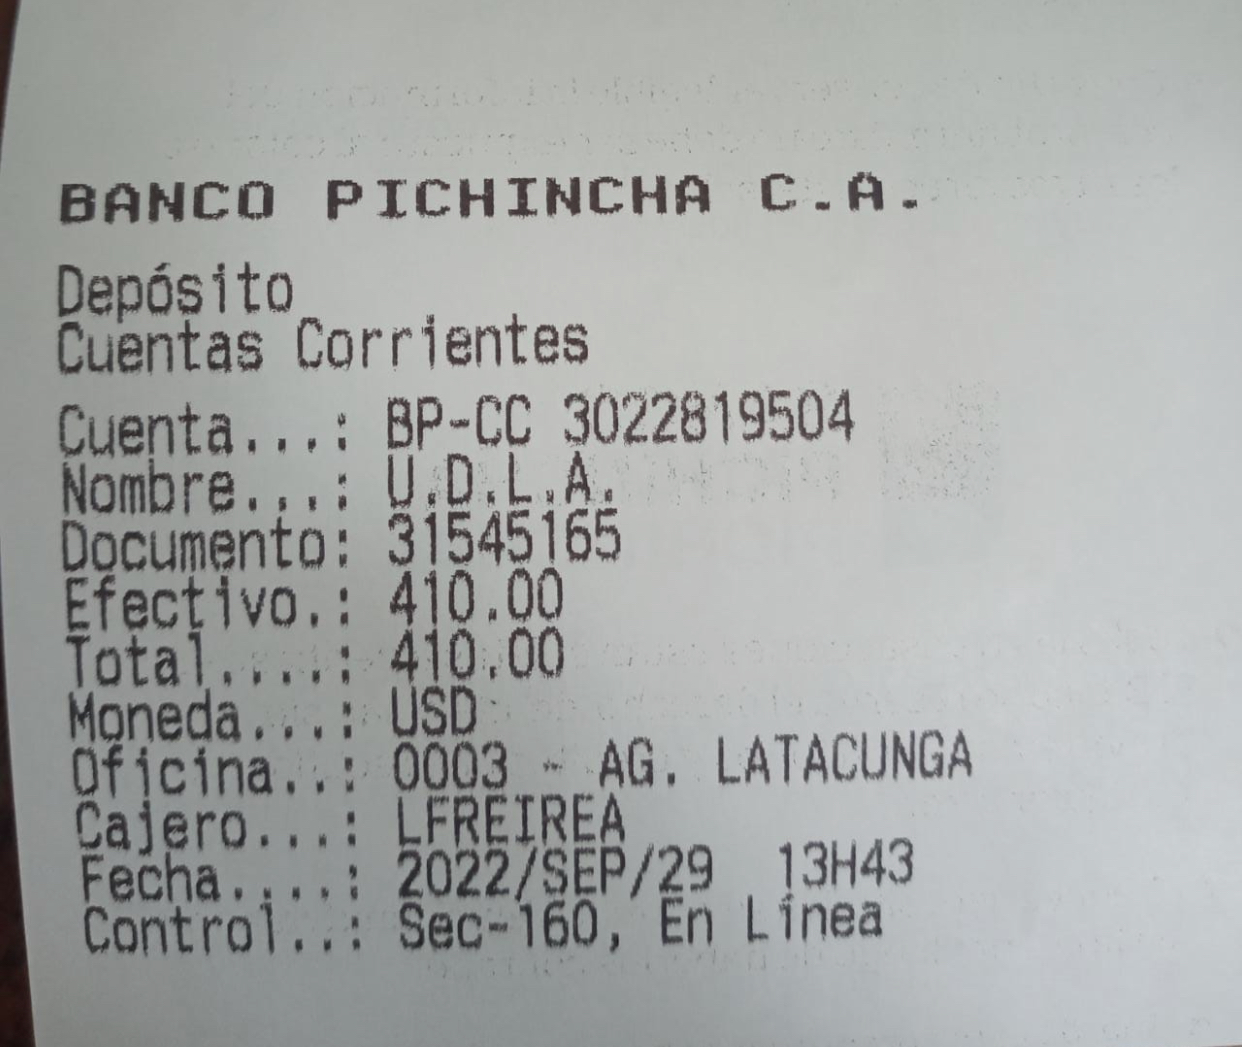 BANCO PICHINCHA C.A.
Depósito
Cuentas Corrientes
Cuenta...: BP-CC 3022819504
Nombre...: U.D.L.A.
Documento: 31545165
Efectivo.: 410.00
Total....: 410.00
Moneda...: USD
Oficina..: 0003 - AG. LATACUNGA
Cajero...: LFREIREA
Fecha....: 2022/SEP/29 13H43
Control..: Sec-160, En Línea